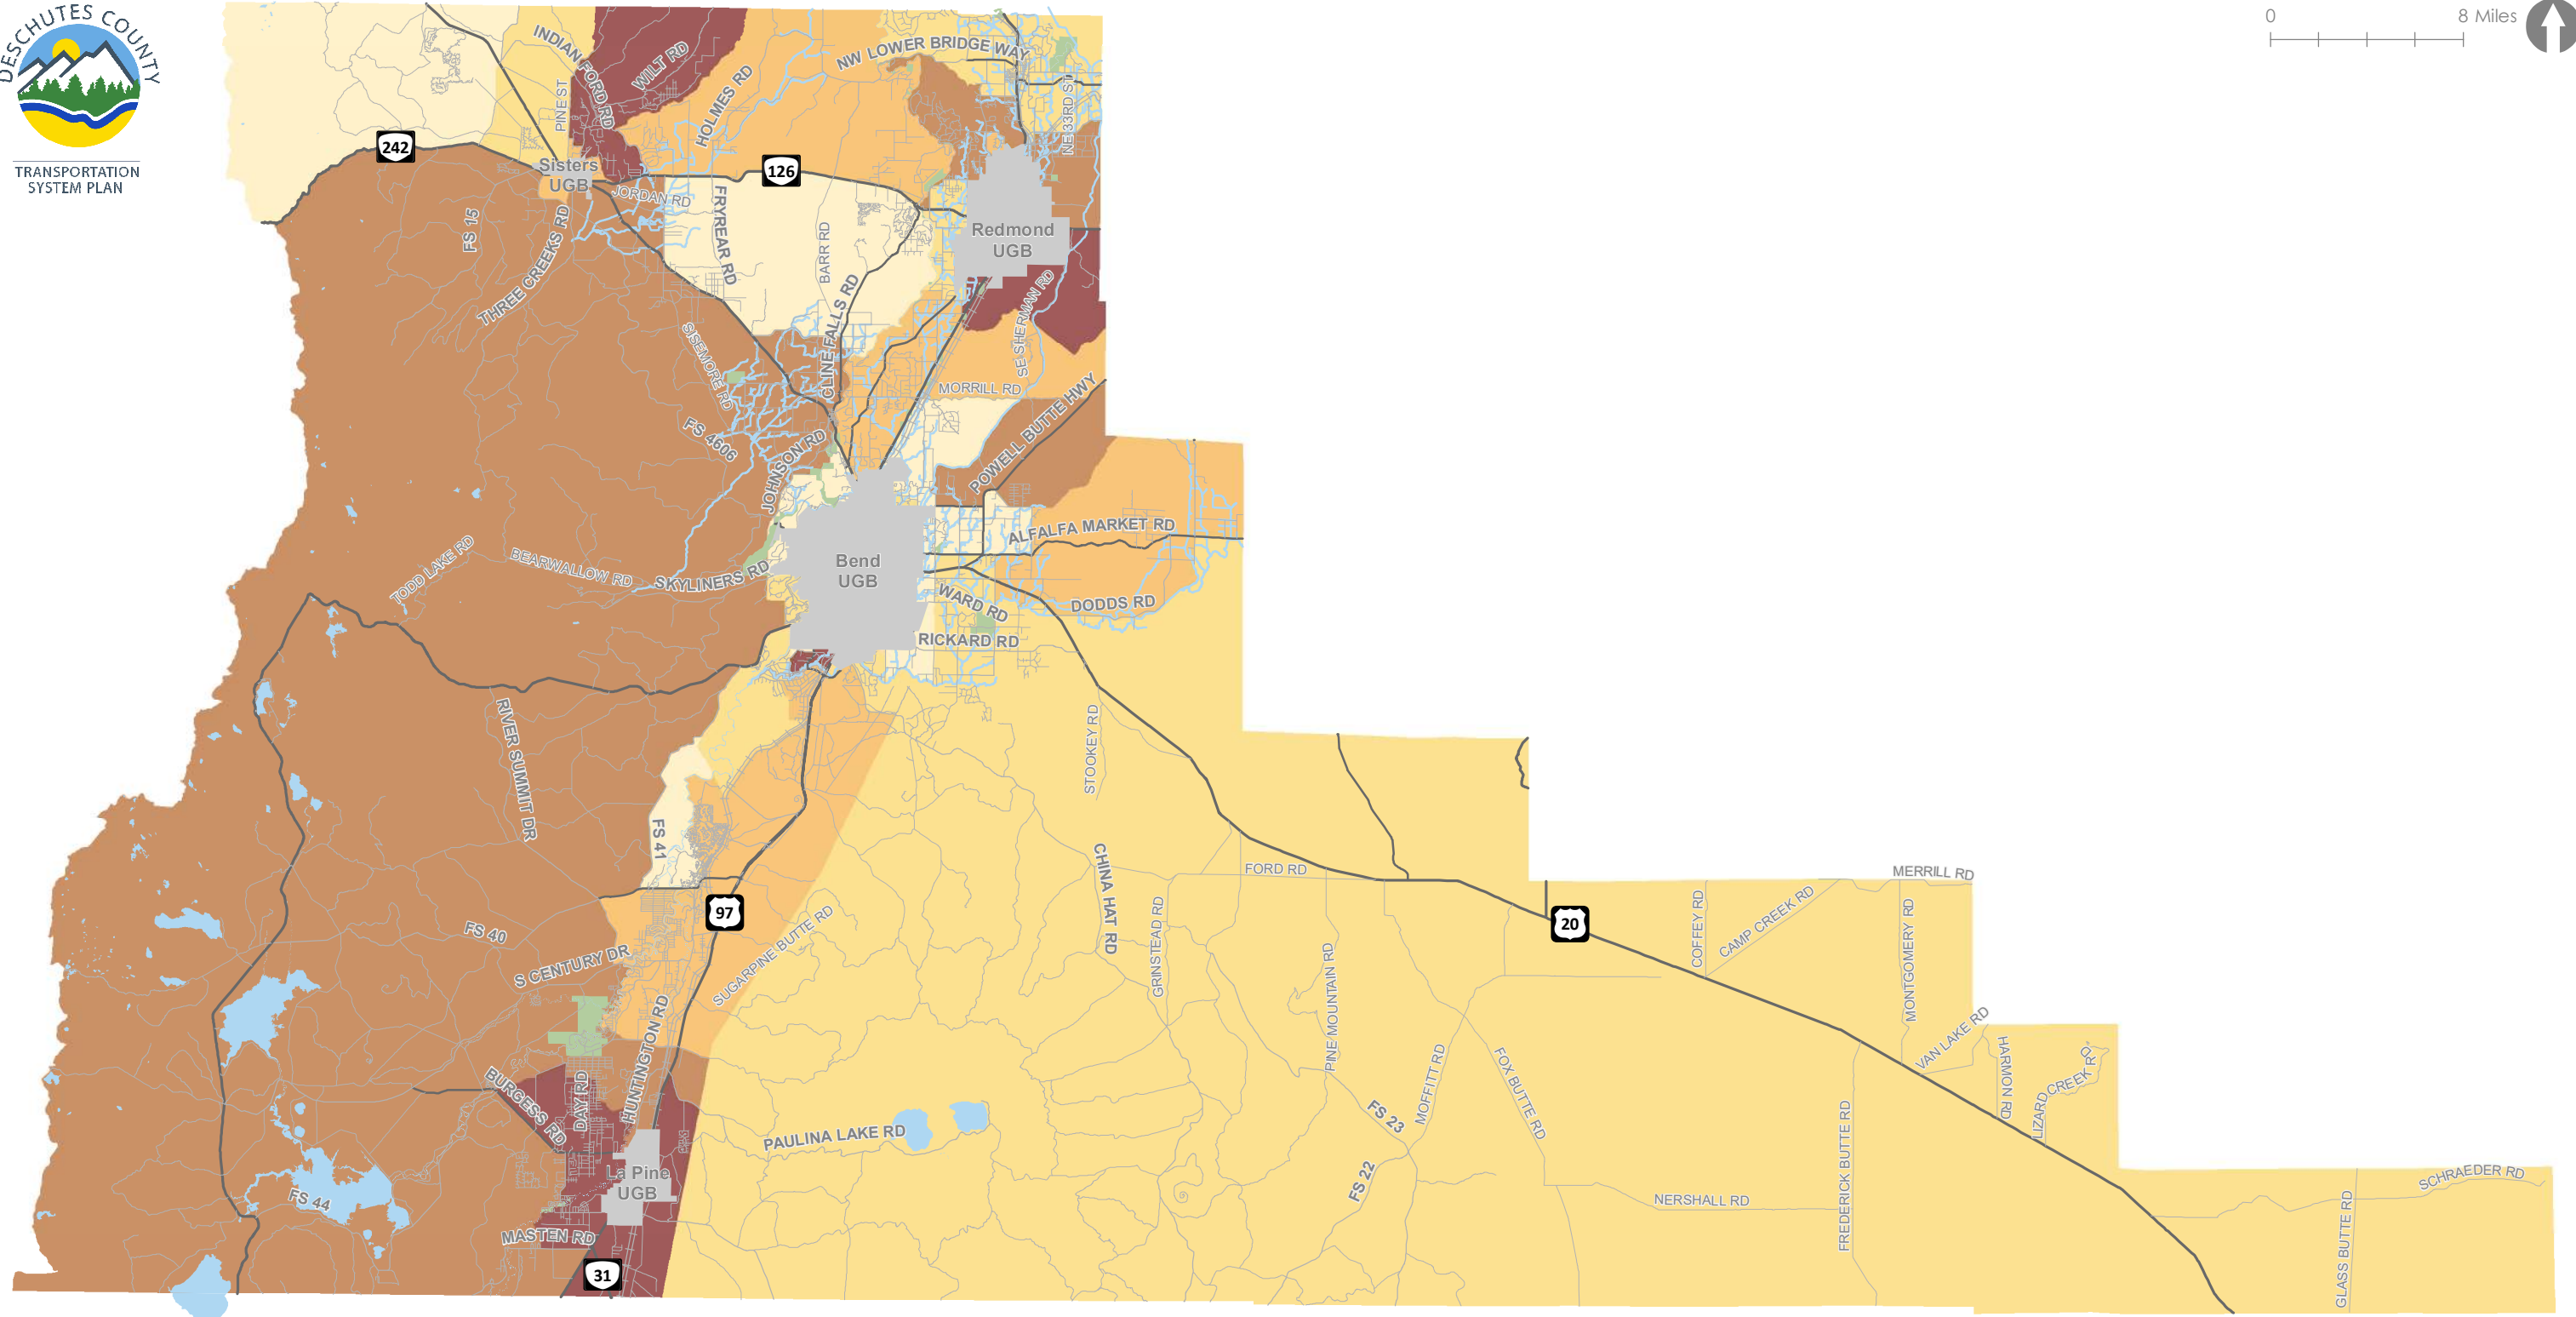 DESCHUTES COUNTY
TRANSPORTATION
SYSTEM PLAN
0 8 Miles
INDIAN FORD RD
WILT RD
PINE ST
HOLMES RD
NW LOWER BRIDGE WAY
NE 33RD ST
242
Sisters
UGB
126
JORDAN RD
FRYREAR RD
BARR RD
FS 15
THREE CREEKS RD
Redmond
UGB
CLINE FALLS RD
SE SHERMAN RD
SISEMORE RD
MORRILL RD
POWELL BUTTE HWY
FS 4606
JOHNSON RD
ALFALFA MARKET RD
TODD LAKE RD
BEARWALLOW RD
SKYLINERS RD
Bend
UGB
WARD RD
DODDS RD
RICKARD RD
RIVER SUMMIT DR
STOOKEY RD
FS 41
CHINA HAT RD
FORD RD
MERRILL RD
97
20
FS 40
S CENTURY DR
SUGARPINE BUTTE RD
GRINSTEAD RD
PINE MOUNTAIN RD
COFFEY RD
CAMP CREEK RD
MONTGOMERY RD
HUNTINGTON RD
VAN LAKE RD
HARMON RD
LIZARD CREEK RD
BURGESS RD
DAY RD
MOFFITT RD
FOX BUTTE RD
FS 23
PAULINA LAKE RD
FREDERICK BUTTE RD
La Pine
UGB
FS 44
FS 22
NERSHALL RD
SCHRAEDER RD
GLASS BUTTE RD
MASTEN RD
31